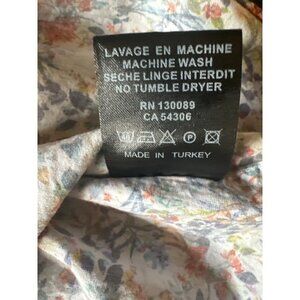 LAVAGE EN MACHINE
MACHINE WASH
SECHE LINGE INTERDIT
NO TUMBLE DRYER
RN 130089
CA 54306
P
MADE IN TURKEY